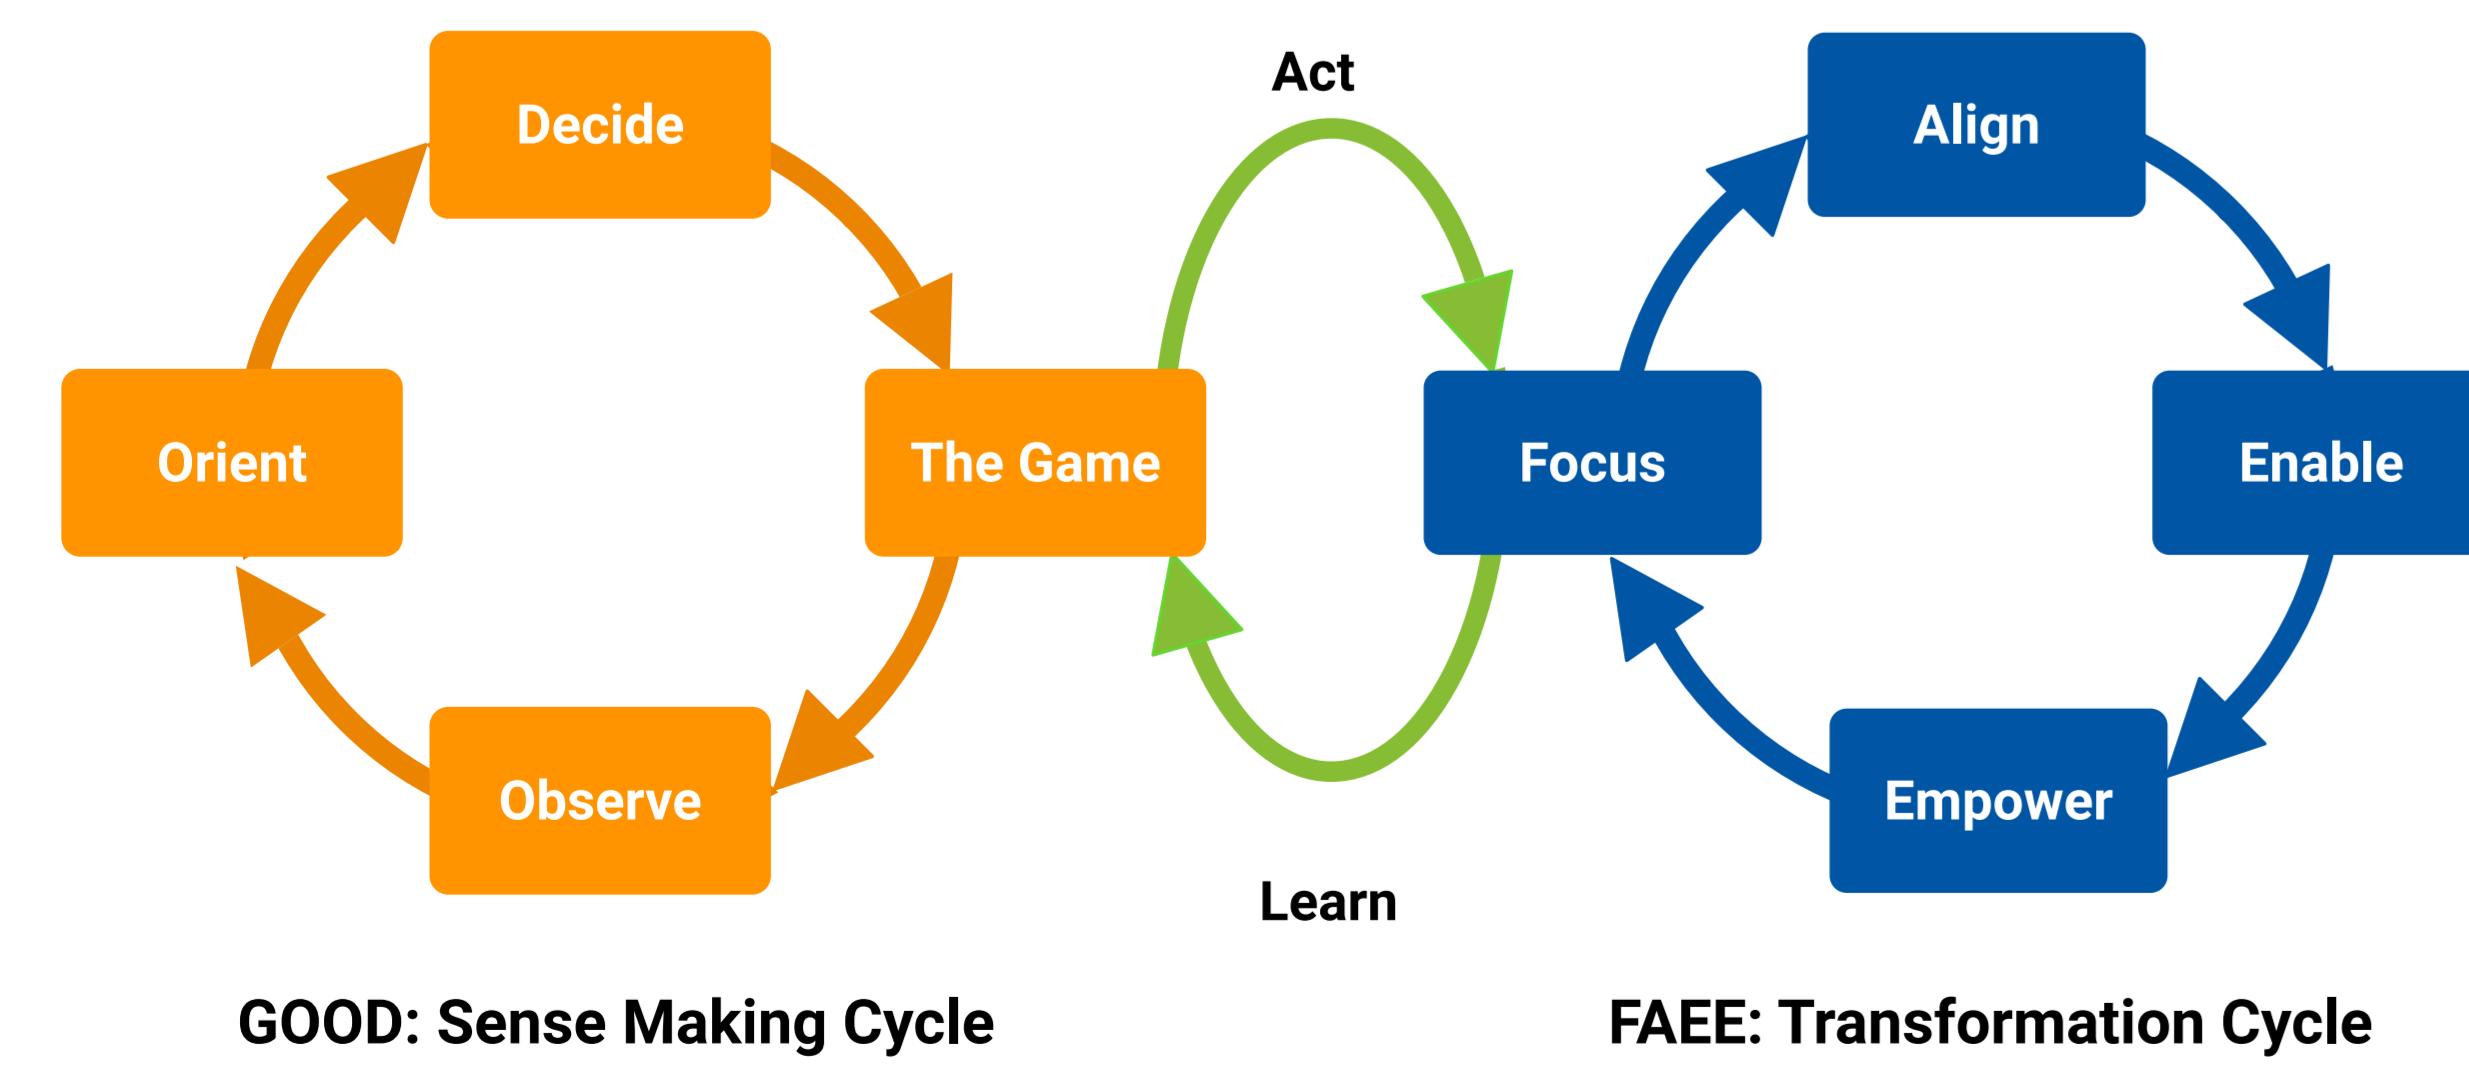 Decide
Act
Align
Orient
The Game
Focus
Enable
Observe
Empower
Learn
GOOD: Sense Making Cycle
FAEE: Transformation Cycle